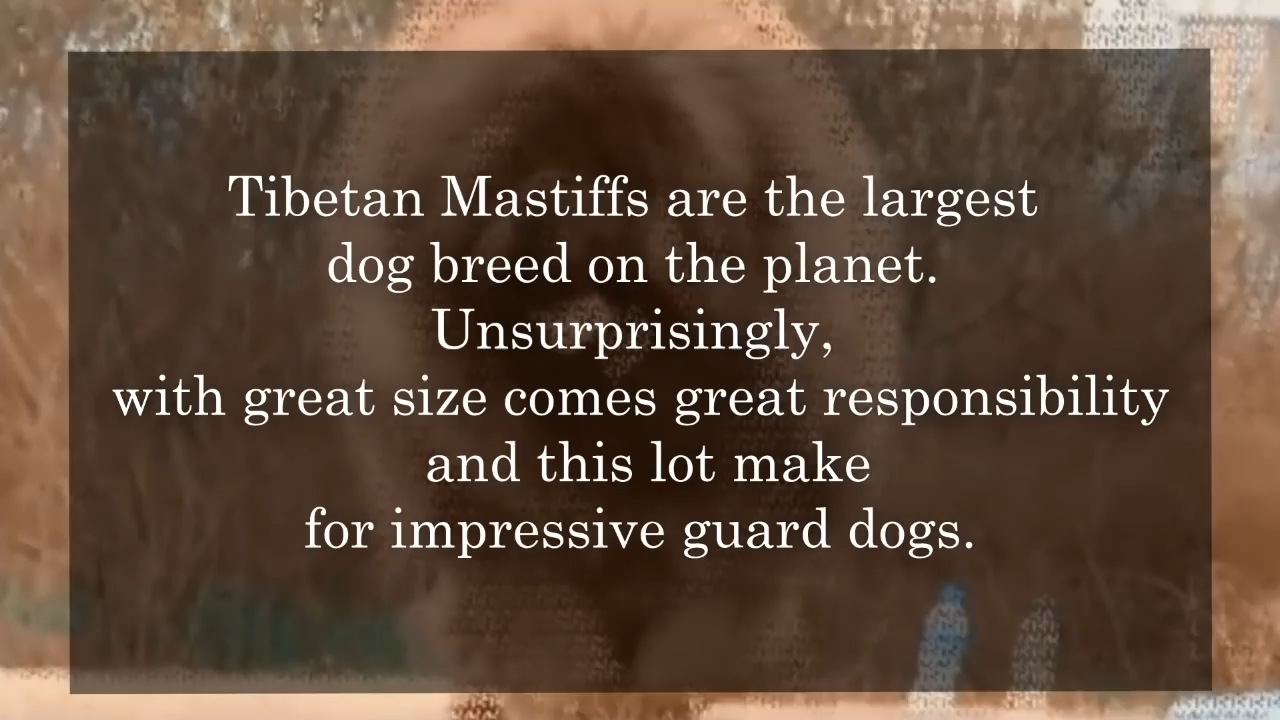 Tibetan Mastiffs are the largest
dog breed on the planet.
Unsurprisingly,
with great size comes great responsibility
and this lot make
for impressive guard dogs.